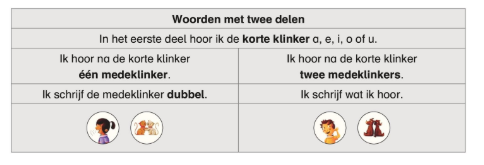 Woorden met twee delen
In het eerste deel hoor ik de korte klinker a, e, i, o of u.
Ik hoor na de korte klinker
één medeklinker.
Ik hoor na de korte klinker
twee medeklinkers.
Ik schrijf de medeklinker dubbel.
Ik schrijf wat ik hoor.